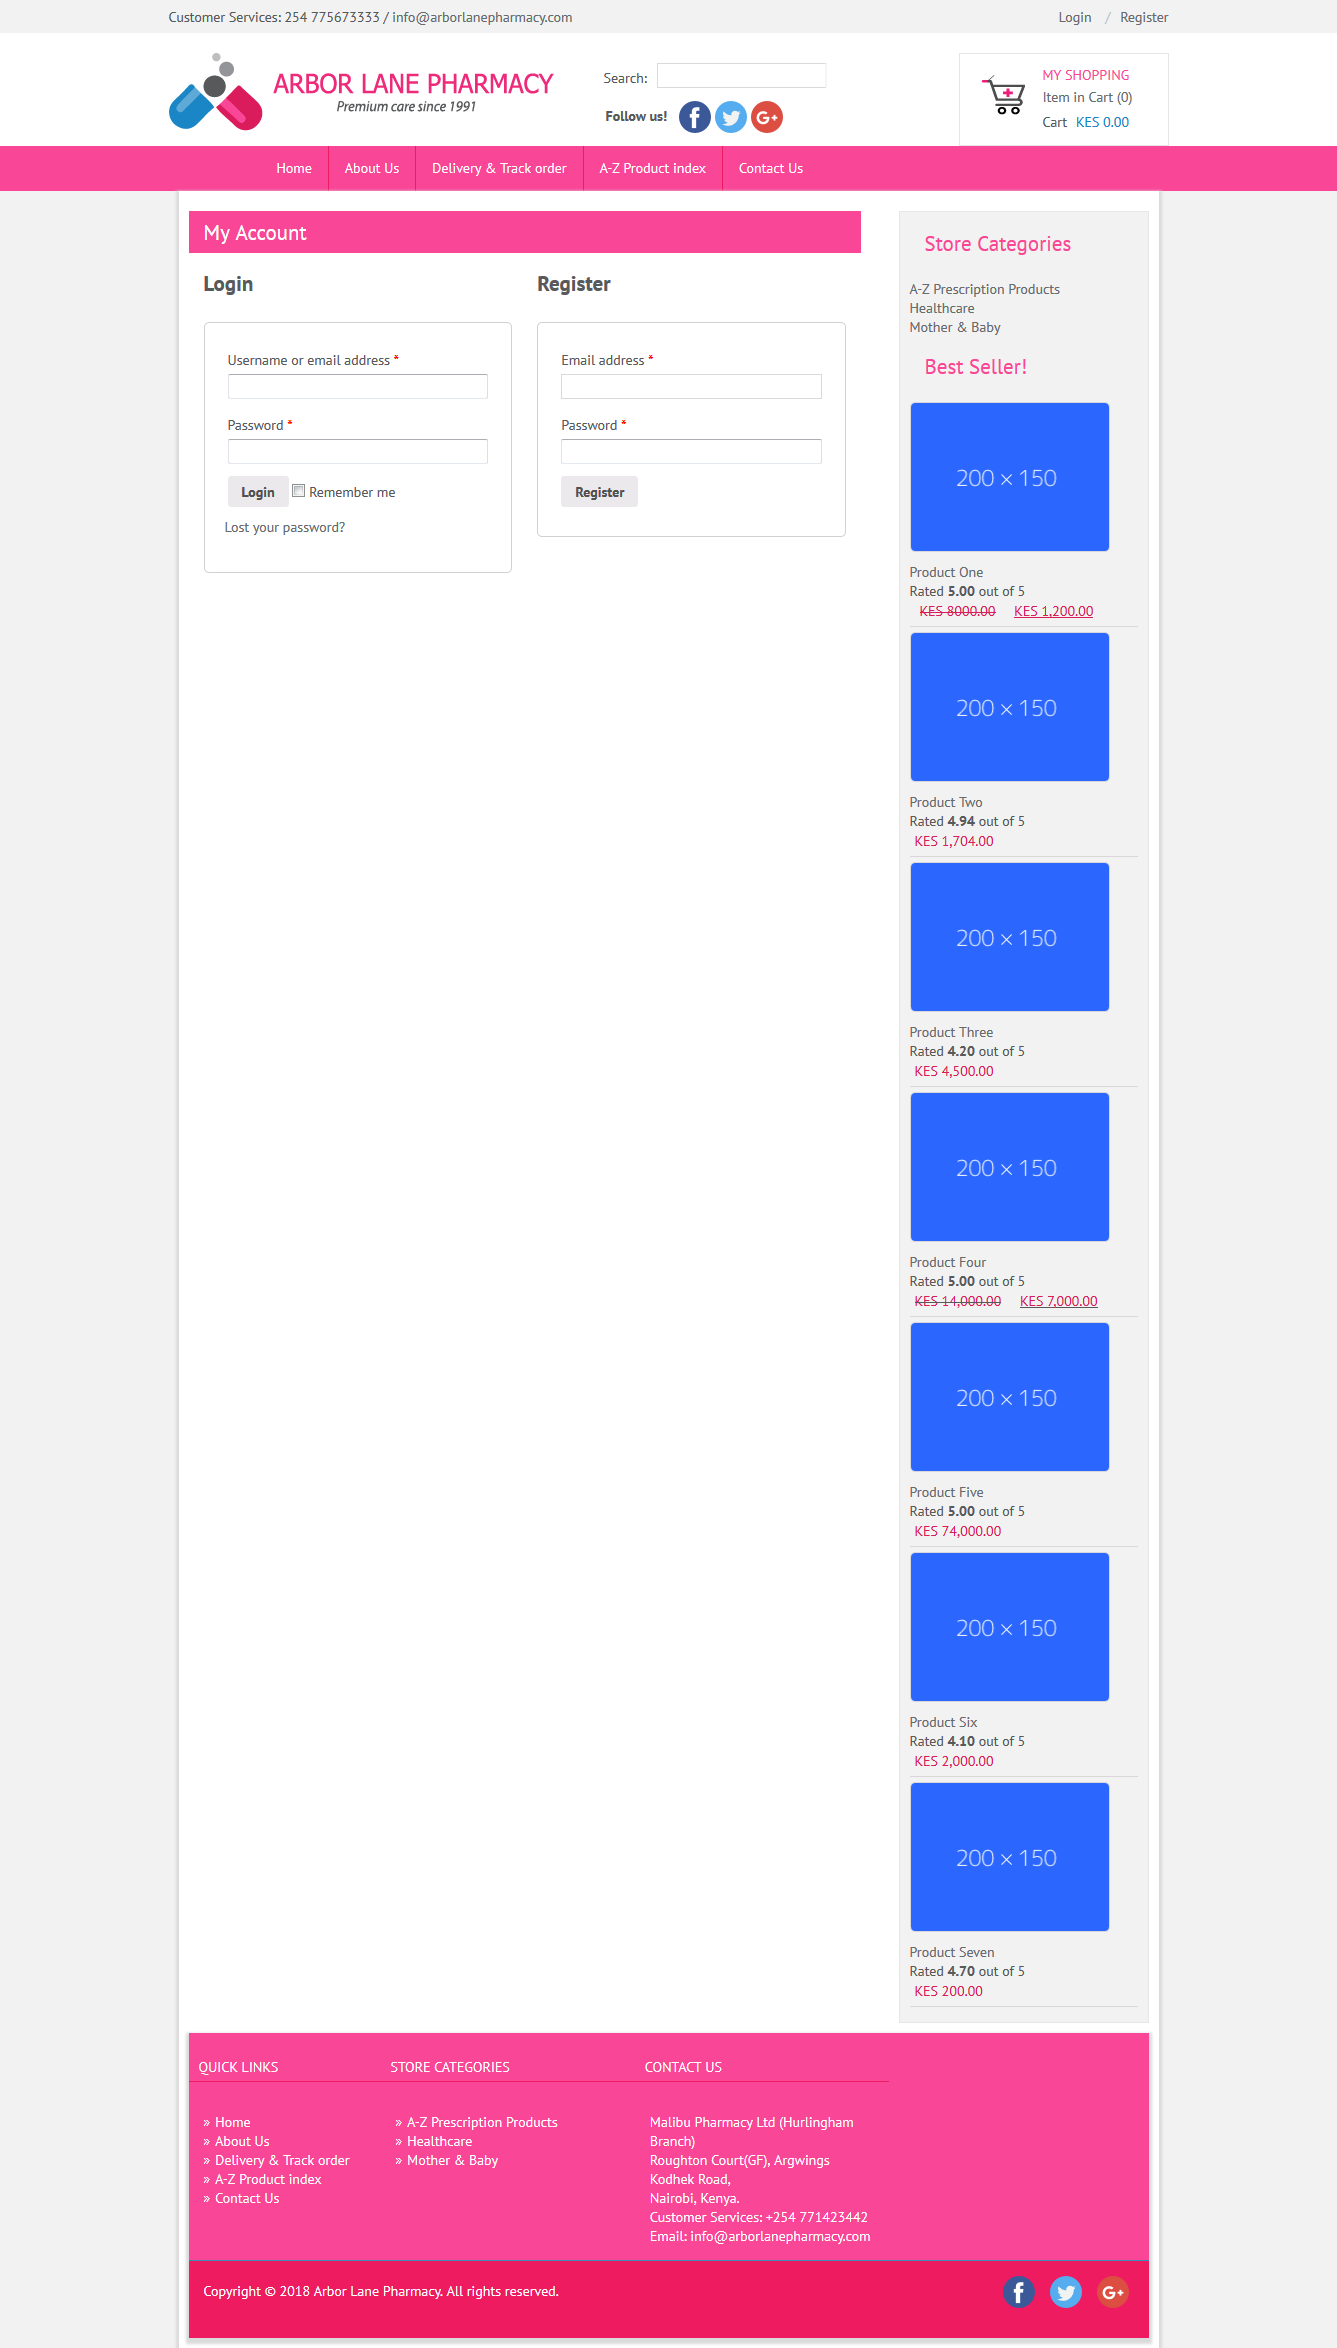 Customer Services: 254 775673333 / info@arborlanepharmacy.com
Login / Register
ARBOR LANE PHARMACY
Premium care since 1991
Search:
Follow us!
MY SHOPPING
Item in Cart (0)
Cart KES 0.00
Home
About Us
Delivery & Track order
A-Z Product index
Contact Us
My Account
Login
Username or email address *
Password *
Login
Remember me
Lost your password?
Register
Email address *
Password *
Register
Store Categories
A-Z Prescription Products
Healthcare
Mother & Baby
Best Seller!
200 × 150
Product One
Rated 5.00 out of 5
KES 8000.00 KES 1,200.00
200 × 150
Product Two
Rated 4.94 out of 5
KES 1,704.00
200 × 150
Product Three
Rated 4.20 out of 5
KES 4,500.00
200 × 150
Product Four
Rated 5.00 out of 5
KES 14,000.00 KES 7,000.00
200 × 150
Product Five
Rated 5.00 out of 5
KES 74,000.00
200 × 150
Product Six
Rated 4.10 out of 5
KES 2,000.00
200 × 150
Product Seven
Rated 4.70 out of 5
KES 200.00
QUICK LINKS
» Home
» About Us
» Delivery & Track order
» A-Z Product index
» Contact Us
STORE CATEGORIES
» A-Z Prescription Products
» Healthcare
» Mother & Baby
CONTACT US
Malibu Pharmacy Ltd (Hurlingham
Branch)
Roughton Court(GF), Argwings
Kodhek Road,
Nairobi, Kenya.
Customer Services: +254 771423442
Email: info@arborlanepharmacy.com
Copyright © 2018 Arbor Lane Pharmacy. All rights reserved.